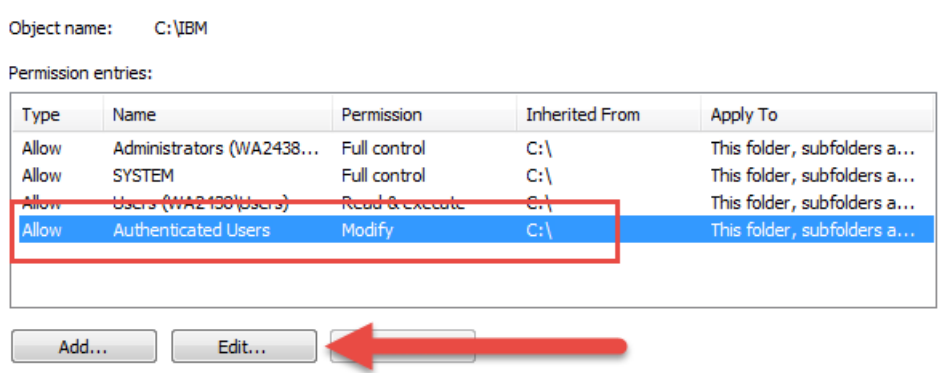 Object name: C:\IBM
Permission entries:
Type Name Permission Inherited From Apply To
Allow Administrators (WA2438... Full control C:\ This folder, subfolders a...
Allow SYSTEM Full control C:\ This folder, subfolders a...
Allow Users (WA2438\Users) Read & execute C:\ This folder, subfolders a...
Allow Authenticated Users Modify C:\ This folder, subfolders a...
Add... Edit...